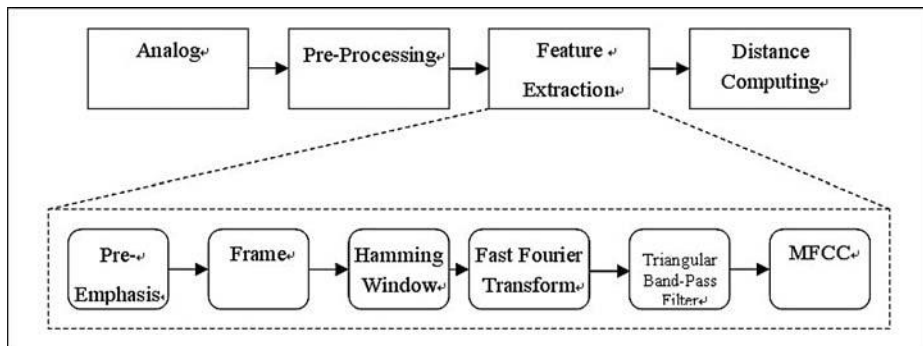 Analog
Pre-Processing
Feature
Extraction
Distance
Computing
Pre-
Emphasis
Frame
Hamming
Window
Fast Fourier
Transform
Triangular
Band-Pass
Filter
MFCC